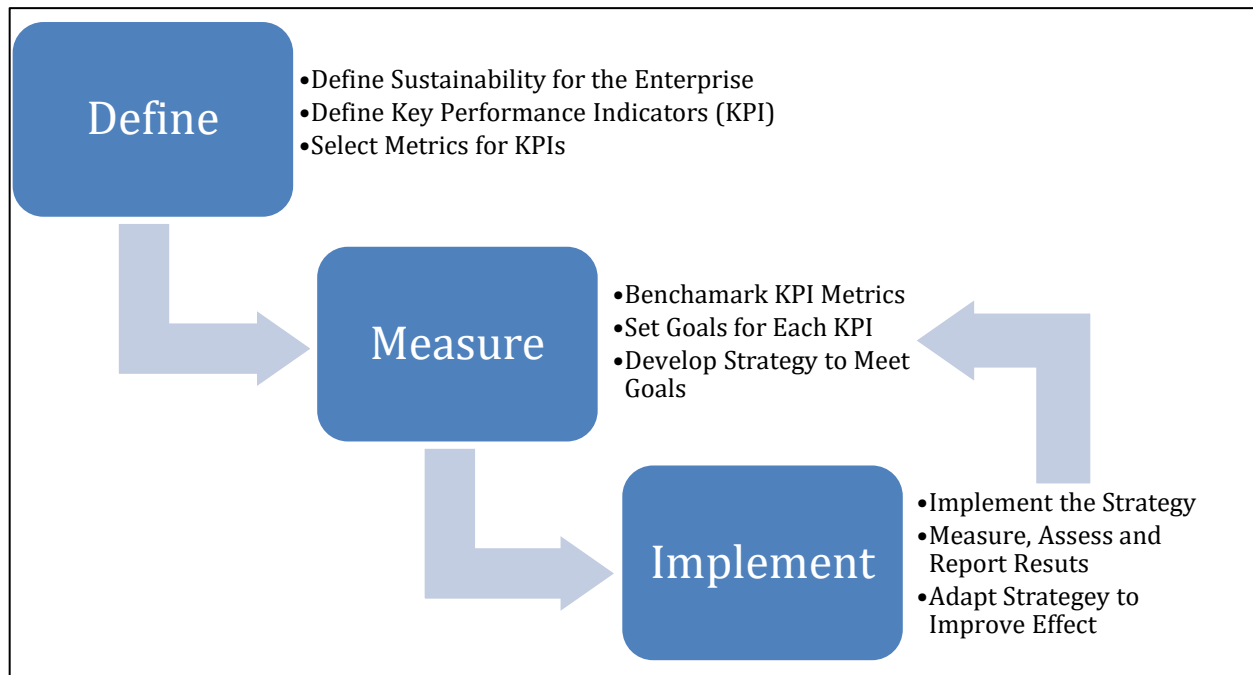 Define
•Define Sustainability for the Enterprise
•Define Key Performance Indicators (KPI)
•Select Metrics for KPIs
Measure
•Benchamark KPI Metrics
•Set Goals for Each KPI
•Develop Strategy to Meet
Goals
Implement
•Implement the Strategy
•Measure, Assess and
Report Resuts
•Adapt Strategey to
Improve Effect